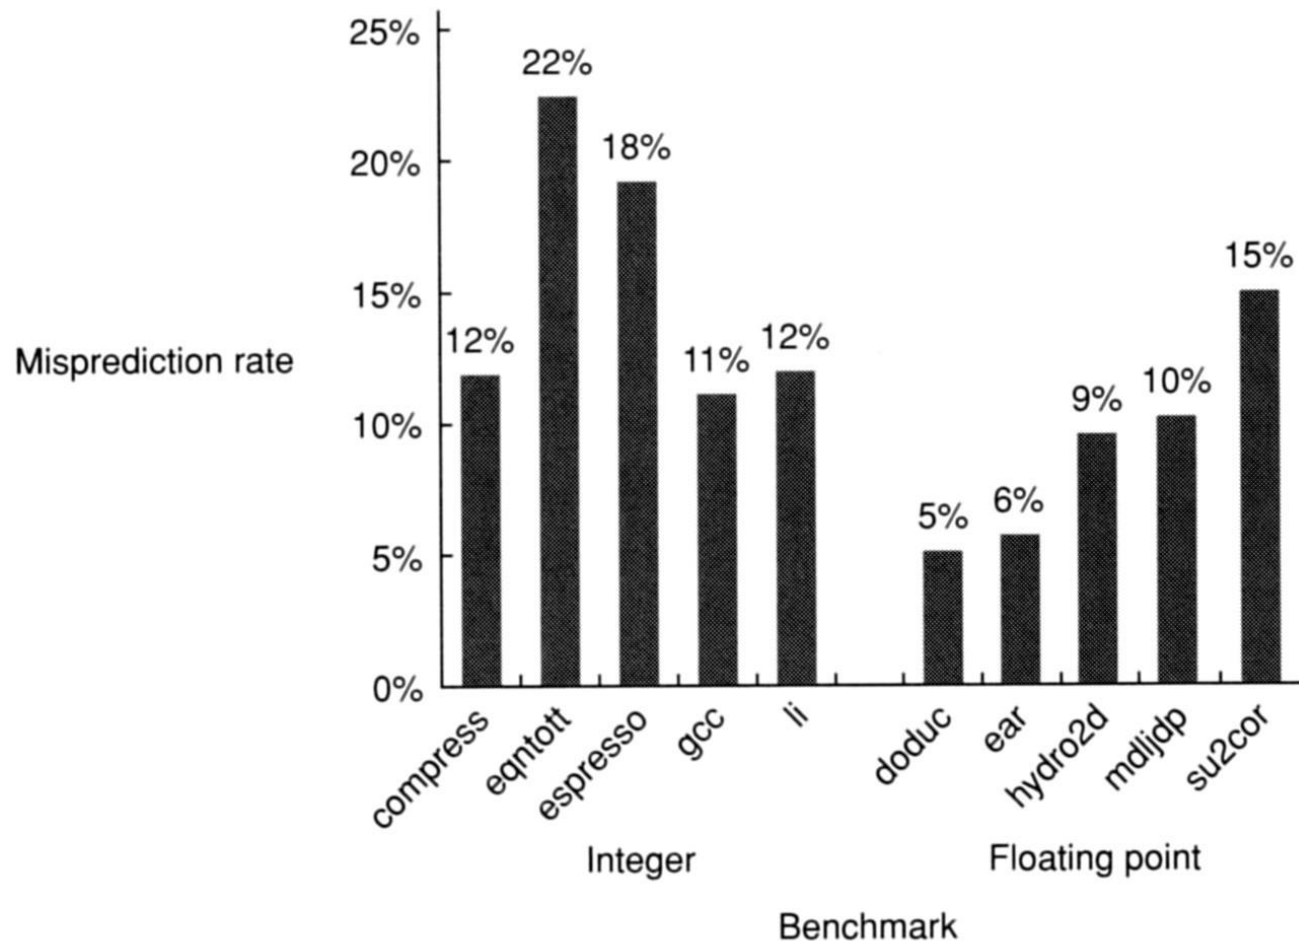 25%
22%
20%
18%
15%
15%
Misprediction rate
12%
11%
12%
10%
9%
10%
5%
5%
6%
0%
compress
eqntott
espresso
gcc
li
doduc
ear
hydro2d
mdljdp
su2cor
Integer
Floating point
Benchmark